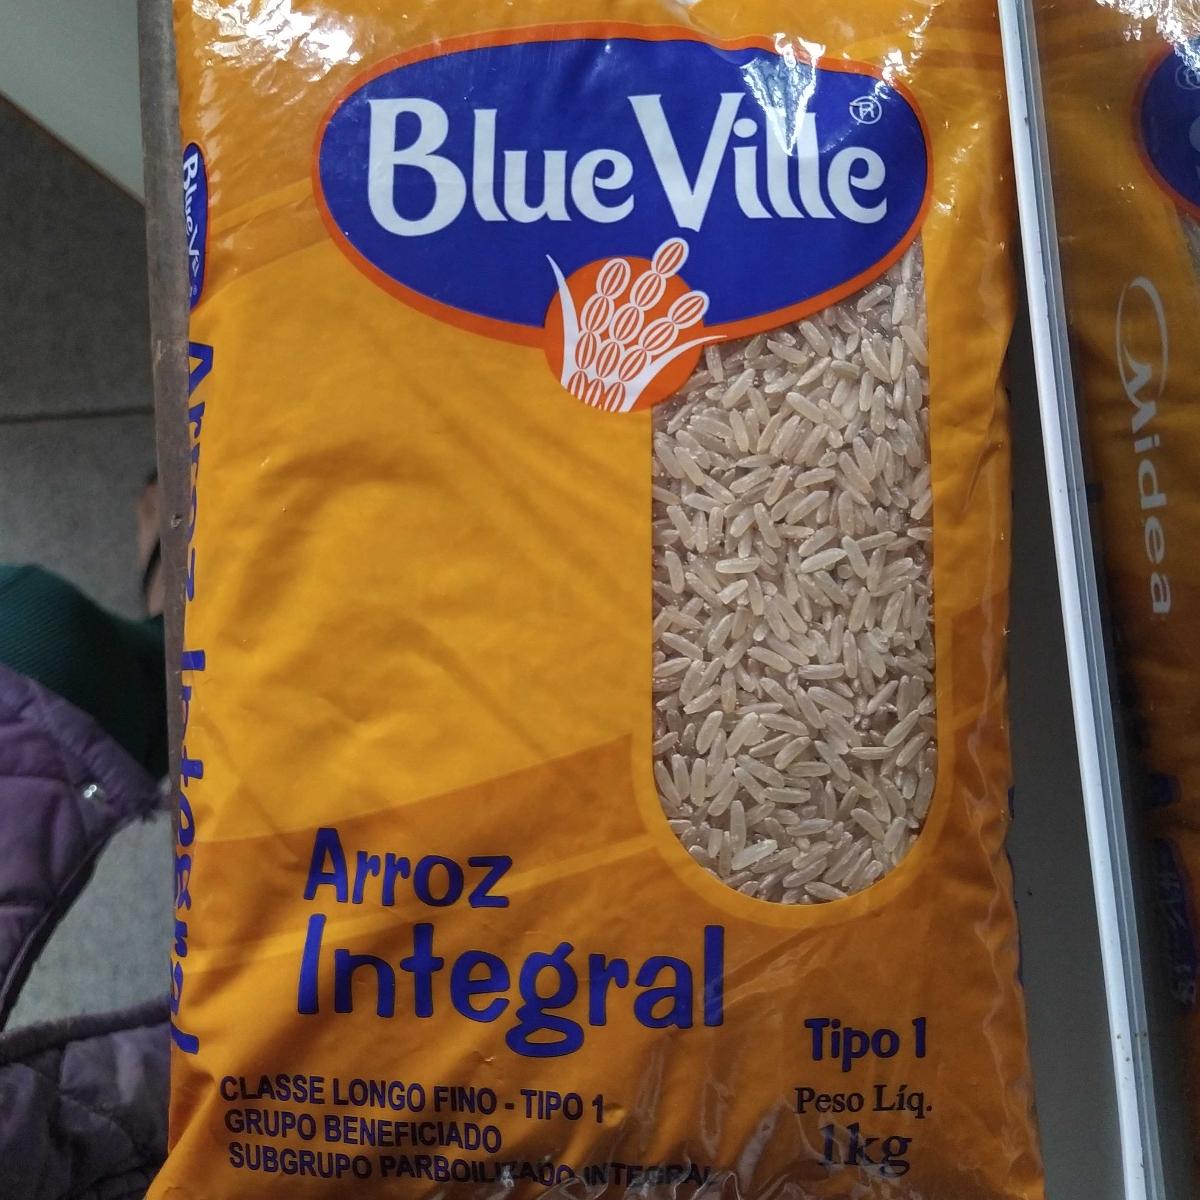 Blue Ville ®
Arroz
Integral
Tipo 1
Peso Líq.
1kg
CLASSE LONGO FINO - TIPO 1
GRUPO BENEFICIADO
SUBGRUPO PARBOILIZADO INTEGRAL
Arroz Integral
Midea